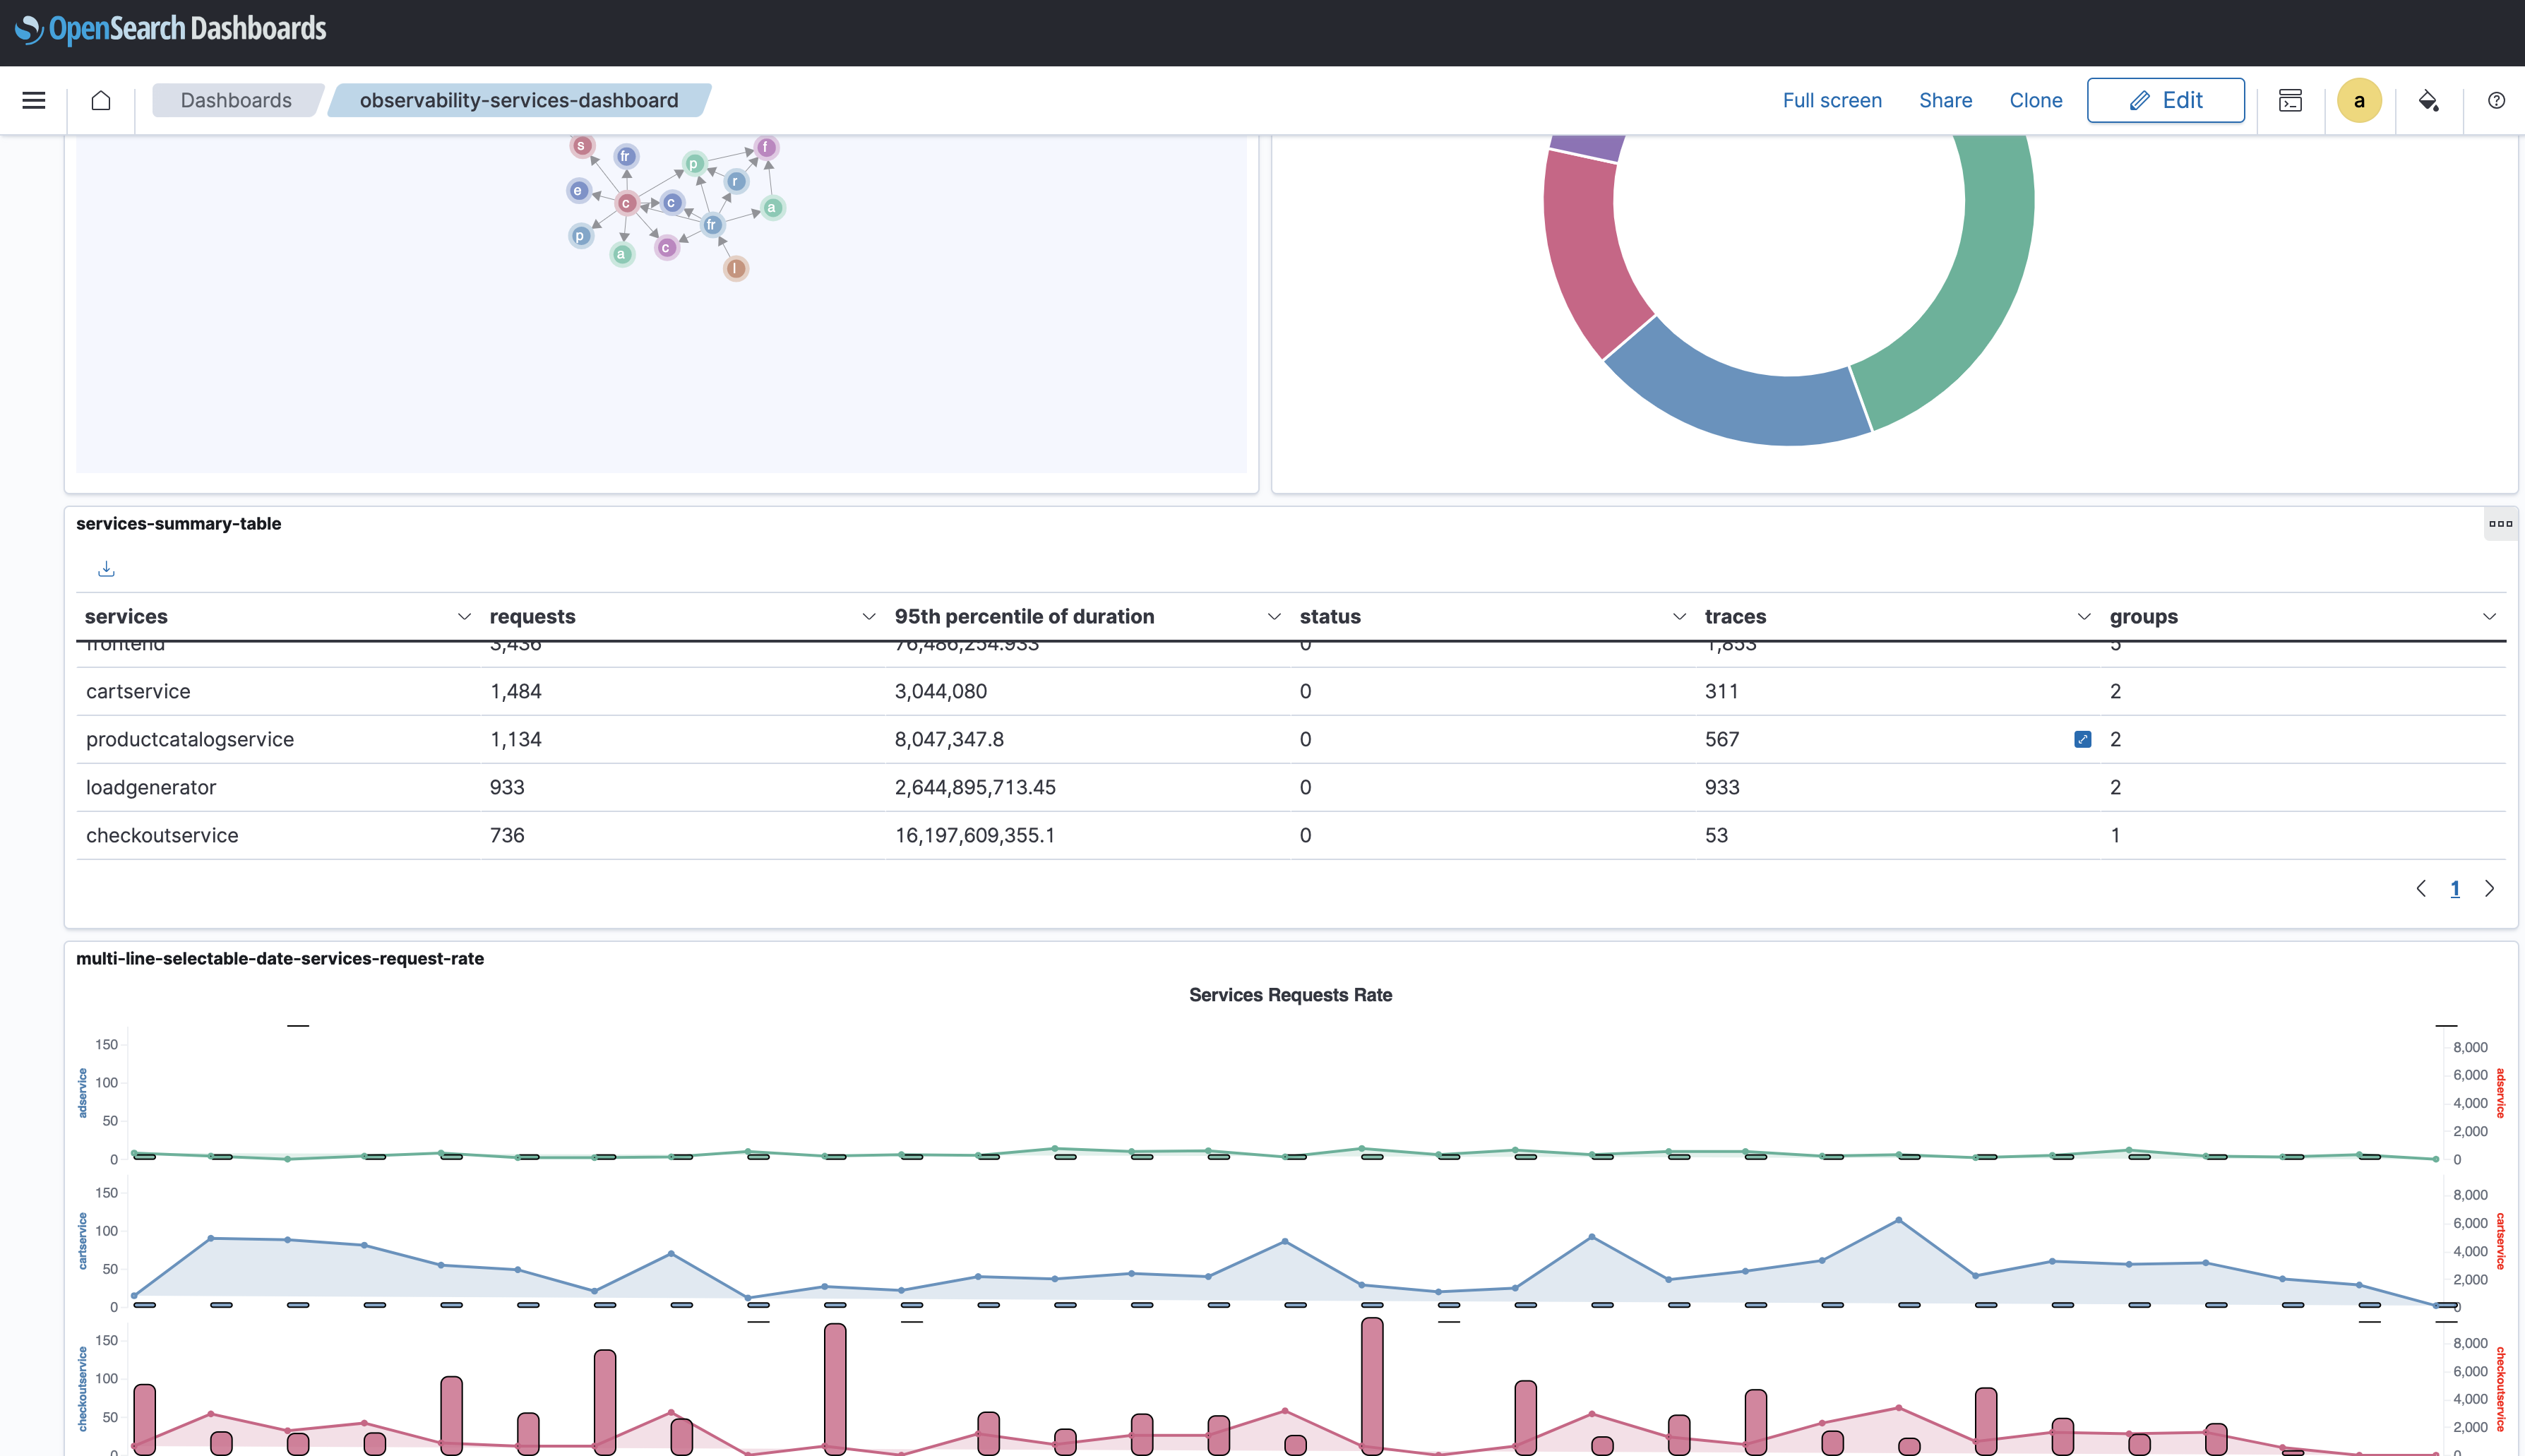 OpenSearch Dashboards
Dashboards
observability-services-dashboard
Full screen
Share
Clone
Edit
a
s
fr
p
f
e
c
c
r
a
p
fr
a
c
l
services-summary-table
services requests 95th percentile of duration status traces groups
frontend 3,436 76,486,254.933 0 1,853 5
cartservice 1,484 3,044,080 0 311 2
productcatalogservice 1,134 8,047,347.8 0 567 2
loadgenerator 933 2,644,895,713.45 0 933 2
checkoutservice 736 16,197,609,355.1 0 53 1
1
multi-line-selectable-date-services-request-rate
Services Requests Rate
adservice
150
100
50
0
8,000
6,000
4,000
2,000
0
adservice
cartservice
150
100
50
0
8,000
6,000
4,000
2,000
0
cartservice
checkoutservice
150
100
50
0
8,000
6,000
4,000
2,000
0
checkoutservice